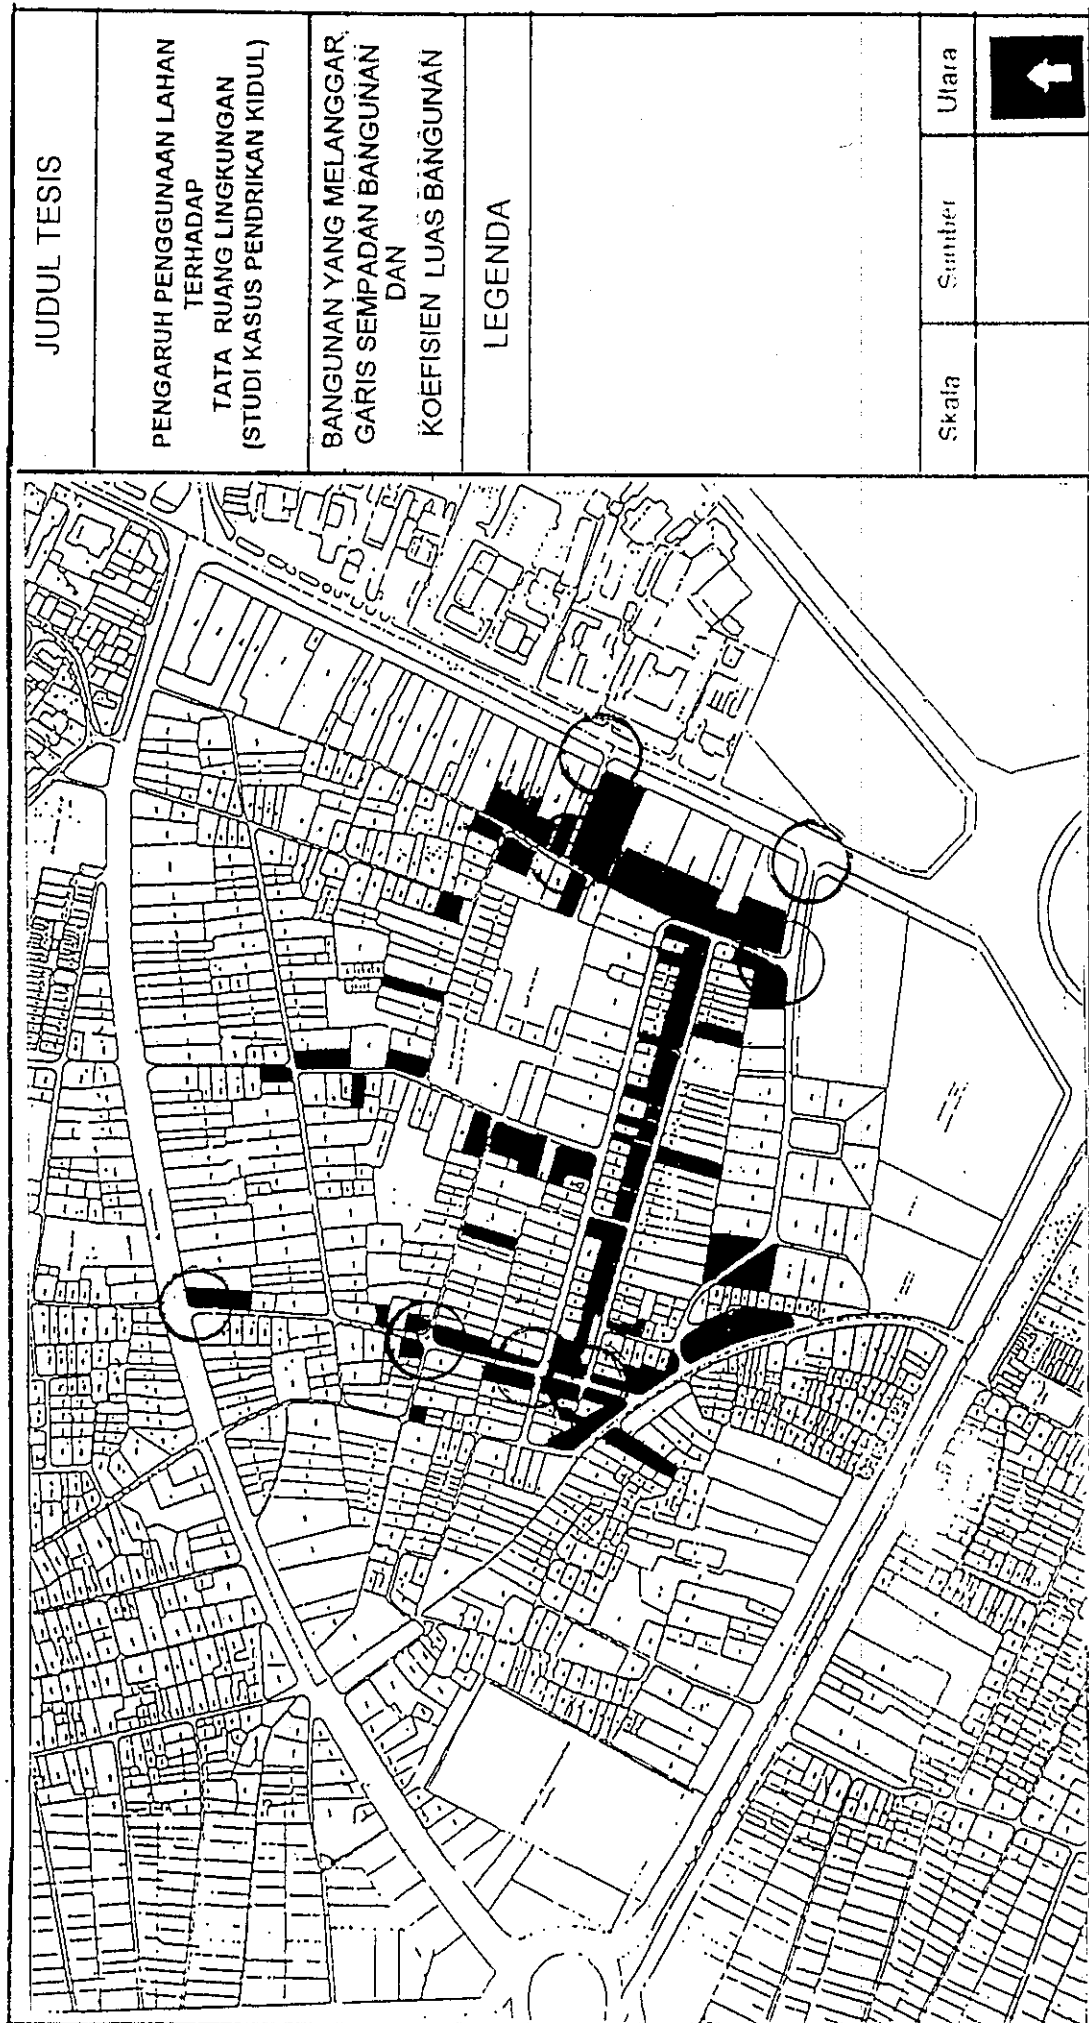 JUDUL TESIS
PENGARUH PENGGUNAAN LAHAN
TERHADAP
TATA RUANG LINGKUNGAN
(STUDI KASUS PENDRIKAN KIDUL)
BANGUNAN YANG MELANGGAR
GARIS SEMPADAN BANGUNAN
DAN
KOEFISIEN LUAS BANGUNAN
LEGENDA
Skala
Sumber
Utara